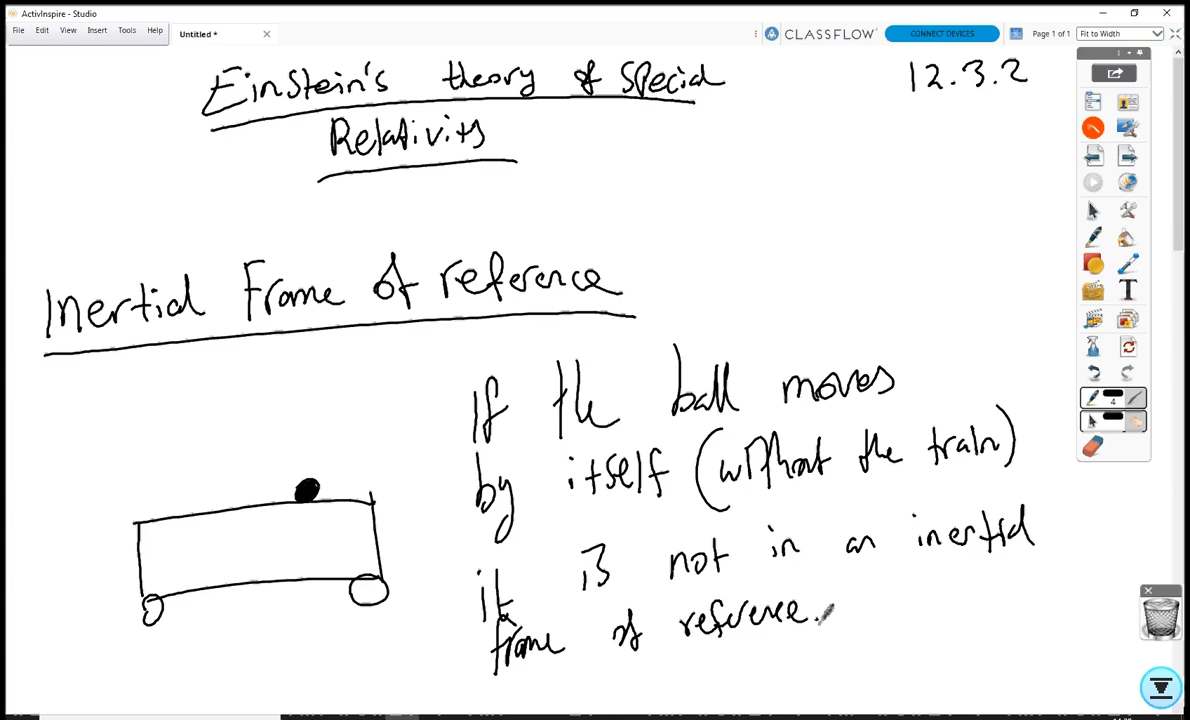 ActivInspire - Studio
File Edit View Insert Tools Help
Untitled *
CLASSFLOW
CONNECT DEVICES
Page 1 of 1
Fit to Width
Einstein's theory of special
Relativity
12.3.2
Inertial Frame of reference
If the ball moves
by itself (without the train)
it is not in an inertial
frame of reference.
4